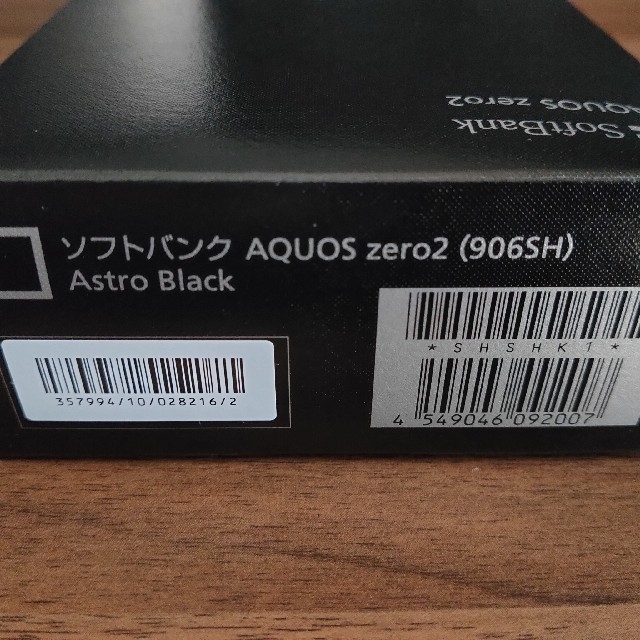 SoftBank
AQUOS zero2
ソフトバンク AQUOS zero2 (906SH)
Astro Black
357994/10/028216/2
*SHSHK1*
4 549046 092007